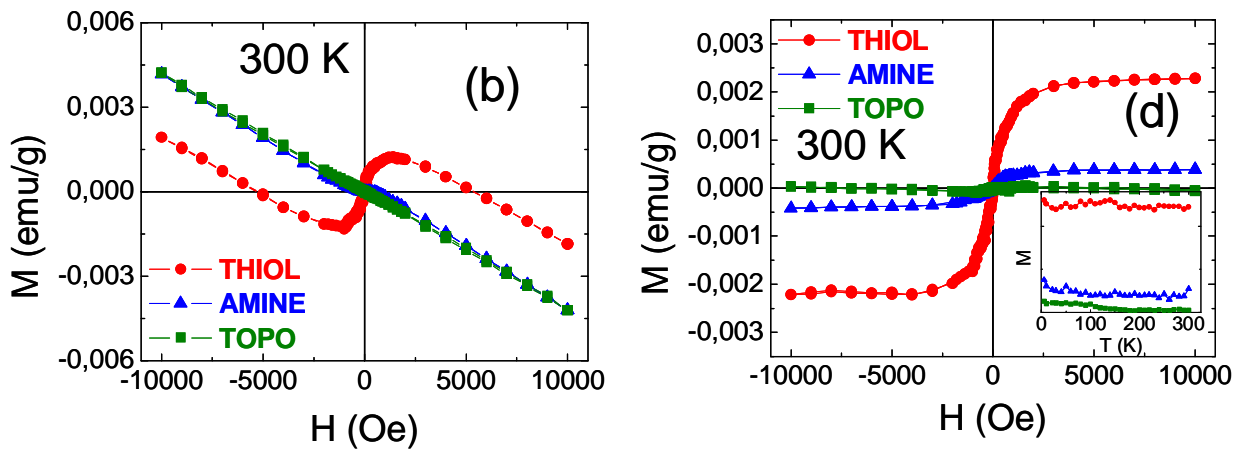 0,006
0,003
0,000
-0,003
-0,006
M (emu/g)
300 K
(b)
THIOL
AMINE
TOPO
-10000 -5000 0 5000 10000
H (Oe)
0,003
0,002
0,001
0,000
-0,001
-0,002
-0,003
M (emu/g)
THIOL
AMINE
TOPO
300 K
(d)
M
0 100 200 300
T (K)
-10000 -5000 0 5000 10000
H (Oe)